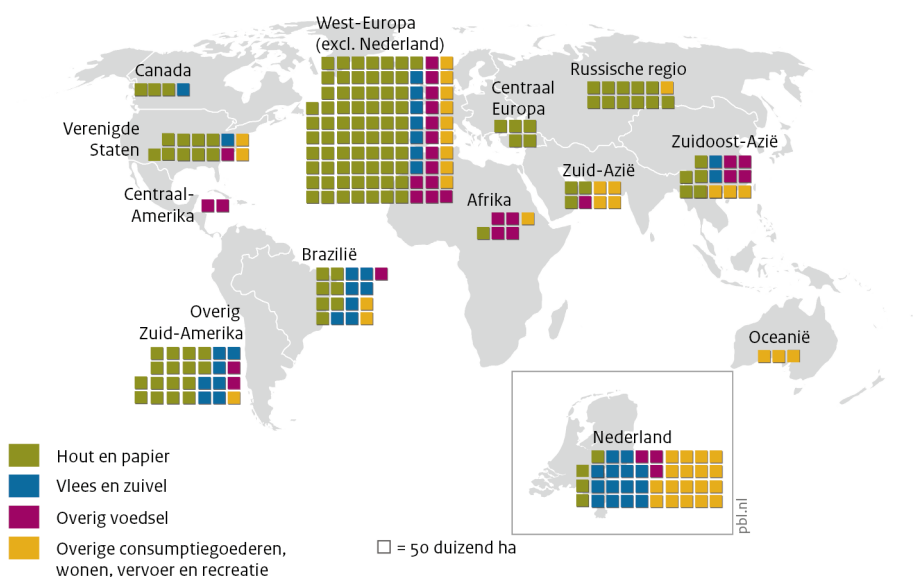 West-Europa
(excl. Nederland)
Canada
Russische regio
Centraal
Europa
Verenigde
Staten
Zuidoost-Azië
Zuid-Azië
Centraal-
Amerika
Afrika
Brazilië
Overig
Zuid-Amerika
Oceanië
Nederland
Hout en papier
Vlees en zuivel
Overig voedsel
Overige consumptiegoederen,
wonen, vervoer en recreatie
= 50 duizend ha
pbl.nl